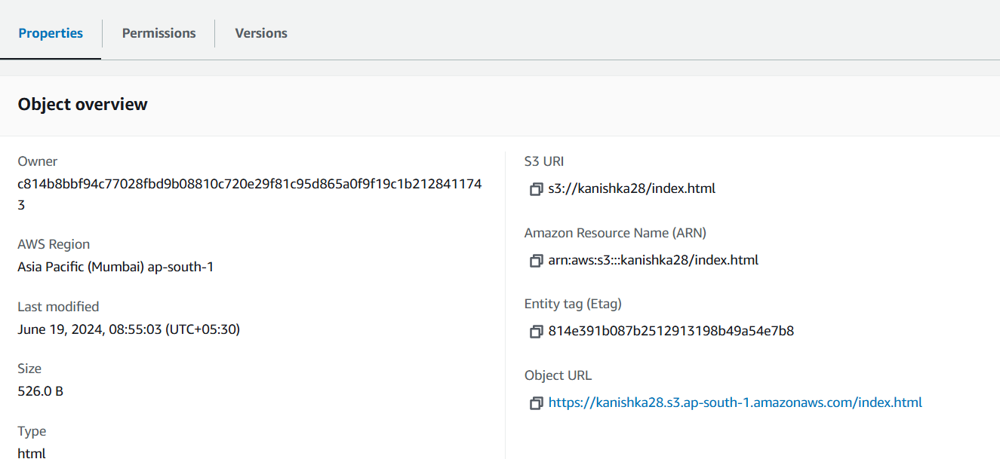 Properties
Permissions
Versions
Object overview
Owner
c814b8bbf94c77028fbd9b08810c720e29f81c95d865a0f9f19c1b212841174
3
AWS Region
Asia Pacific (Mumbai) ap-south-1
Last modified
June 19, 2024, 08:55:03 (UTC+05:30)
Size
526.0 B
Type
html
S3 URI
s3://kanishka28/index.html
Amazon Resource Name (ARN)
arn:aws:s3:::kanishka28/index.html
Entity tag (Etag)
814e391b087b2512913198b49a54e7b8
Object URL
https://kanishka28.s3.ap-south-1.amazonaws.com/index.html